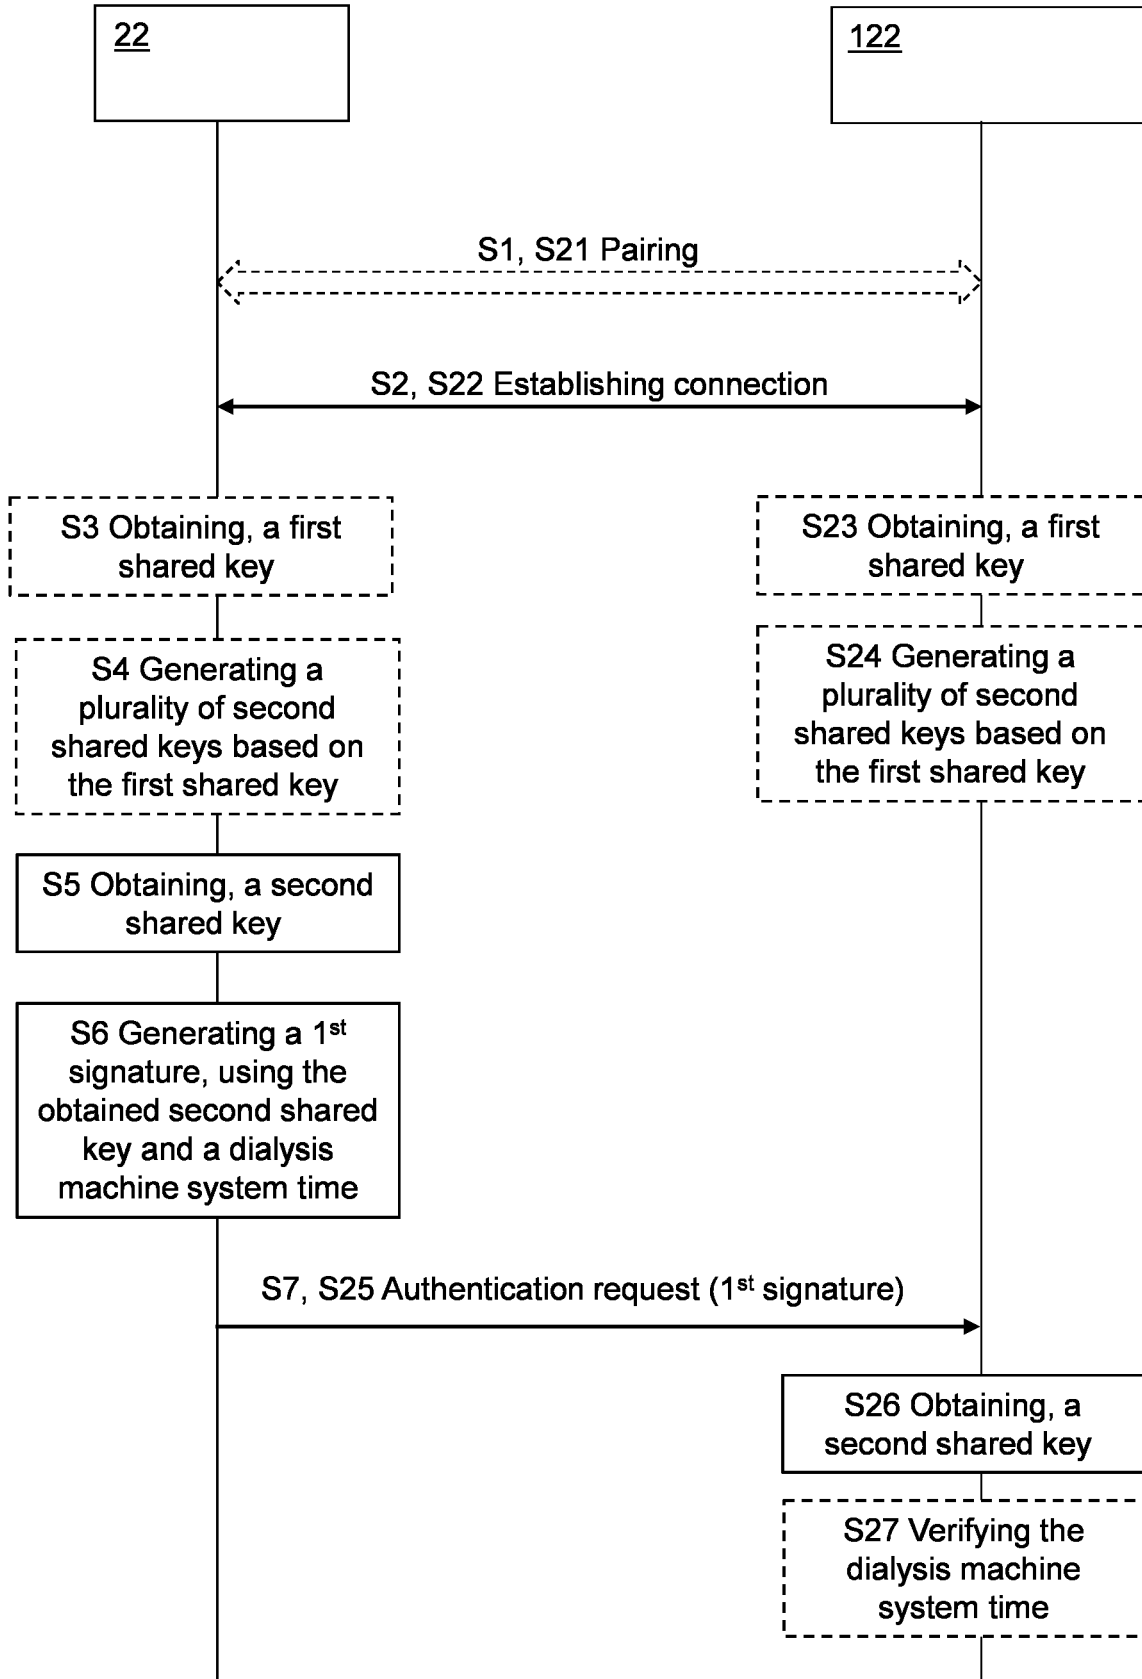 22
122
S1, S21 Pairing
S2, S22 Establishing connection
S3 Obtaining, a first
shared key
S23 Obtaining, a first
shared key
S4 Generating a
plurality of second
shared keys based on
the first shared key
S24 Generating a
plurality of second
shared keys based on
the first shared key
S5 Obtaining, a second
shared key
S6 Generating a 1st
signature, using the
obtained second shared
key and a dialysis
machine system time
S7, S25 Authentication request (1st signature)
S26 Obtaining, a
second shared key
S27 Verifying the
dialysis machine
system time